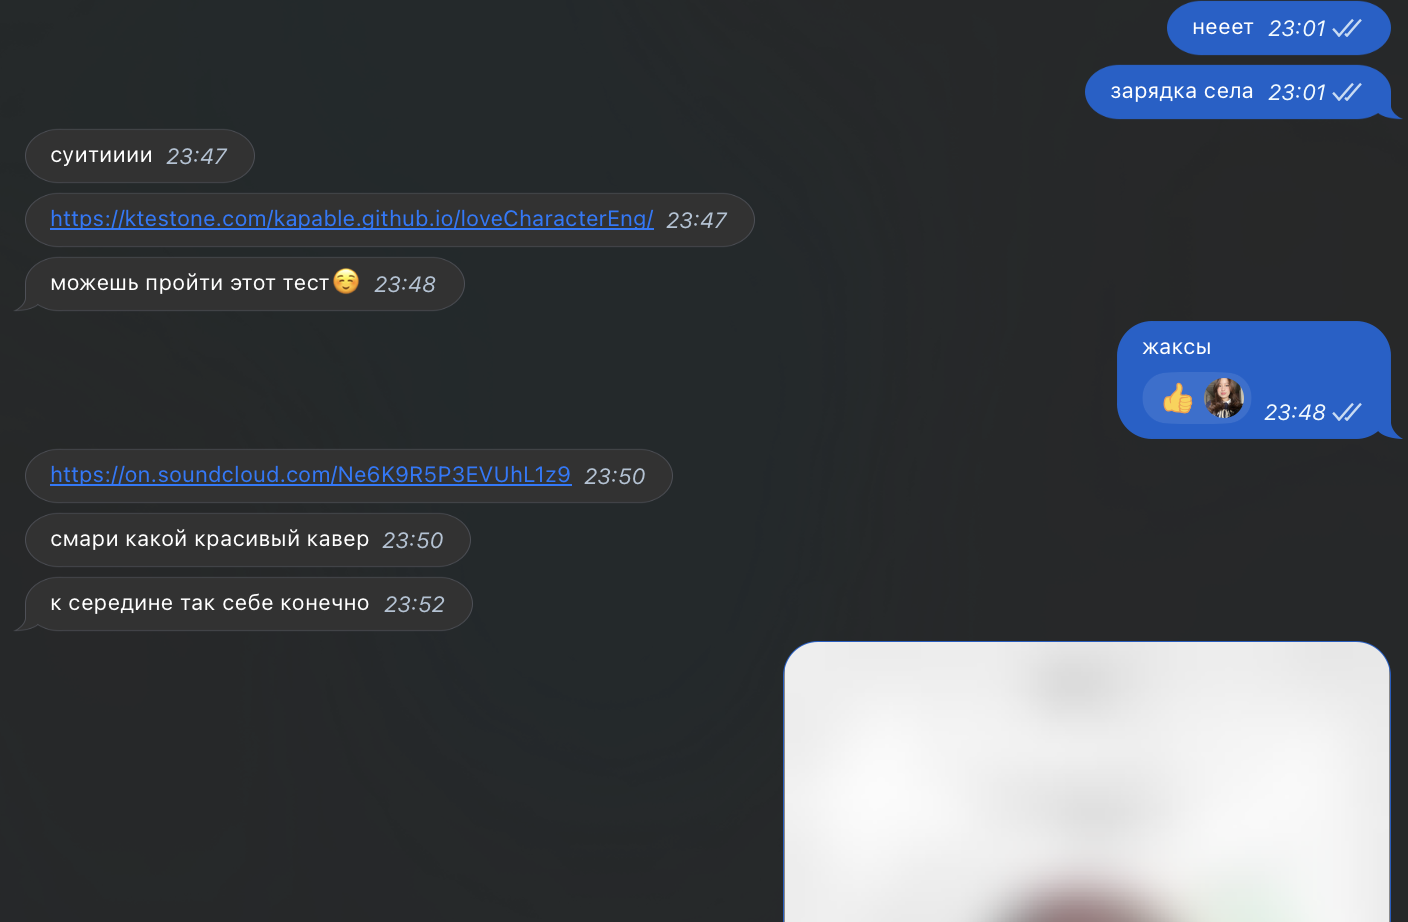 нееет 23:01
зарядка села 23:01
суитииии 23:47
https://ktestone.com/kapable.github.io/loveCharacterEng/ 23:47
можешь пройти этот тест☺️ 23:48
жаксы
👍 23:48
https://on.soundcloud.com/Ne6K9R5P3EVUhL1z9 23:50
смари какой красивый кавер 23:50
к середине так себе конечно 23:52